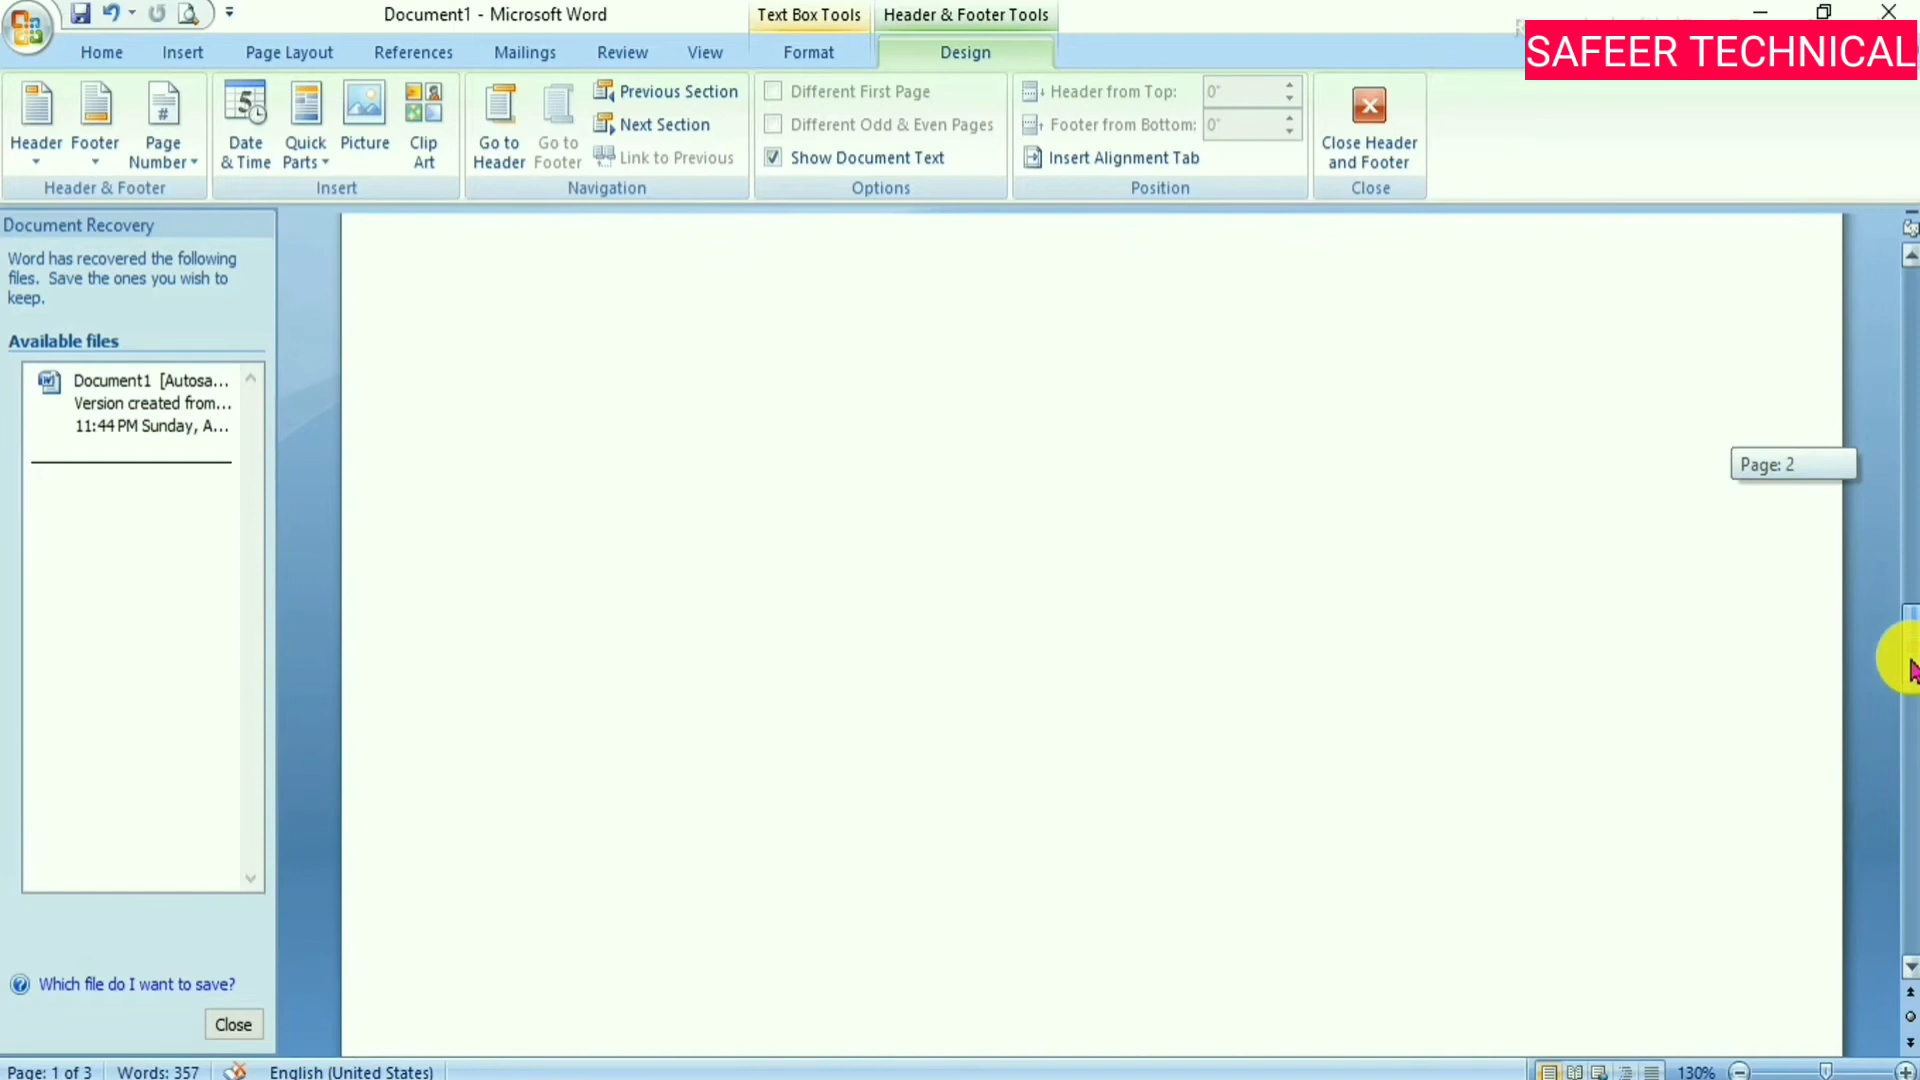 Document1 - Microsoft Word
Text Box Tools
Header & Footer Tools
SAFEER TECHNICAL
Home
Insert
Page Layout
References
Mailings
Review
View
Format
Design
Header
Footer
Page
Number
Header & Footer
5
Date
& Time
Quick
Parts
Picture
Clip
Art
Insert
Go to
Header
Go to
Footer
Previous Section
Next Section
Link to Previous
Navigation
Different First Page
Different Odd & Even Pages
Show Document Text
Options
Header from Top: 0"
Footer from Bottom: 0"
Insert Alignment Tab
Position
Close Header
and Footer
Close
Document Recovery
Word has recovered the following
files. Save the ones you wish to
keep.
Available files
Document1 [Autosa...
Version created from...
11:44 PM Sunday, A...
Page: 2
Which file do I want to save?
Close
Page: 1 of 3
Words: 357
English (United States)
130%